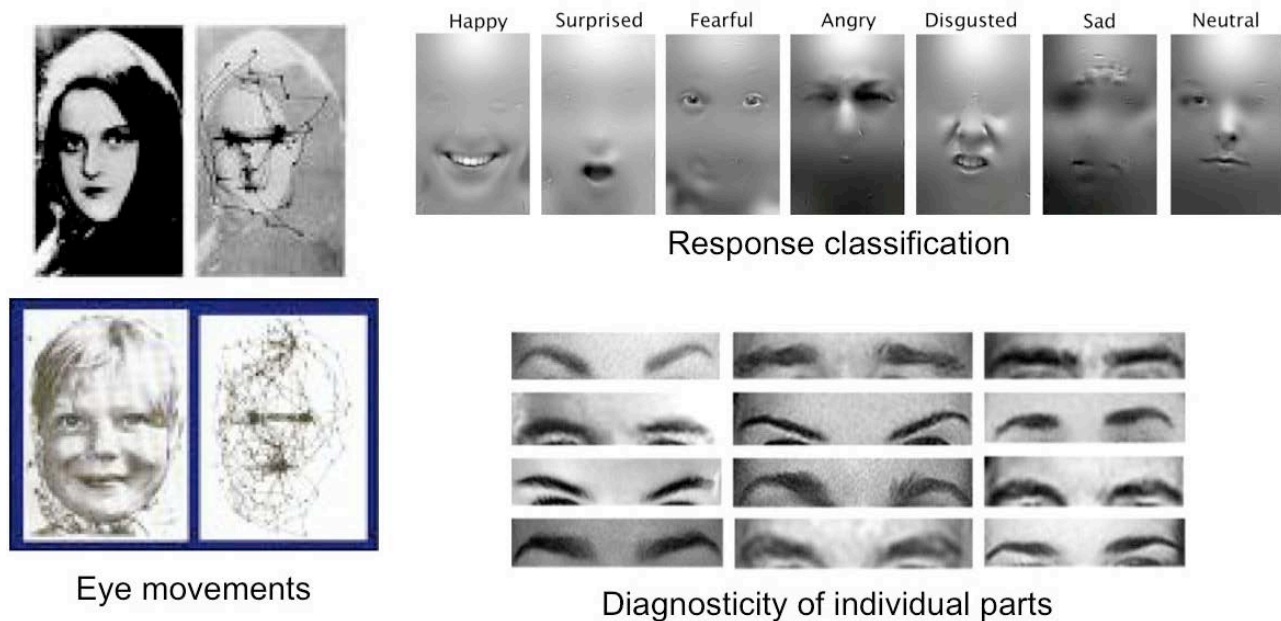 Happy Surprised Fearful Angry Disgusted Sad Neutral
Response classification
Eye movements
Diagnosticity of individual parts